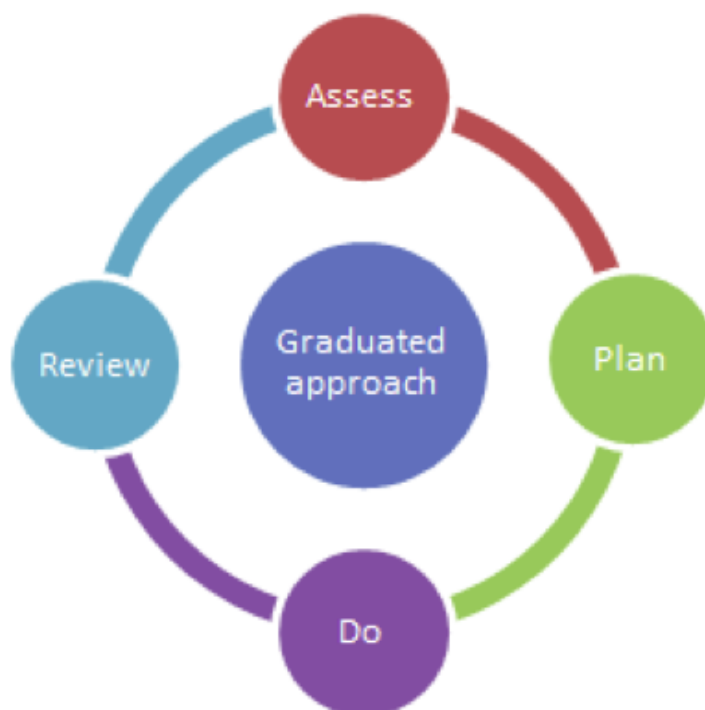 Assess
Graduated
approach
Review
Plan
Do